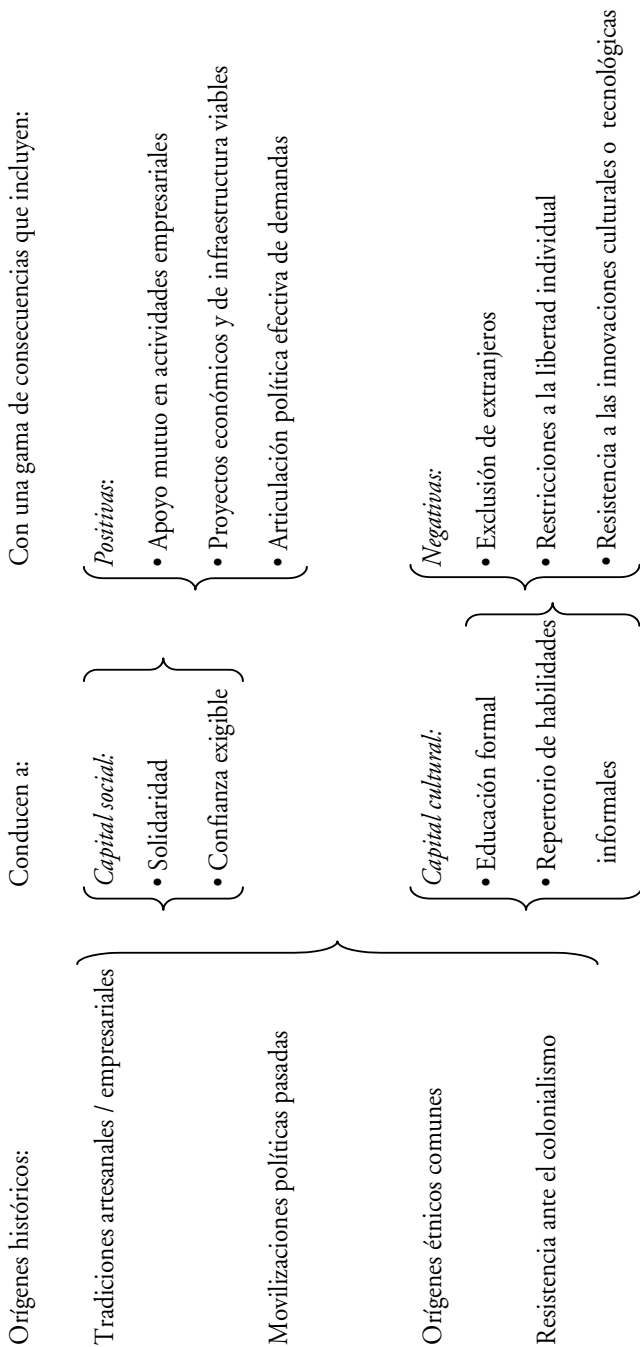 Orígenes históricos:
Tradiciones artesanales / empresariales
Movilizaciones políticas pasadas
Orígenes étnicos comunes
Resistencia ante el colonialismo
Conducen a:
Capital social:
• Solidaridad
• Confianza exigible
Capital cultural:
• Educación formal
• Repertorio de habilidades
informales
Con una gama de consecuencias que incluyen:
Positivas:
• Apoyo mutuo en actividades empresariales
• Proyectos económicos y de infraestructura viables
• Articulación política efectiva de demandas
Negativas:
• Exclusión de extranjeros
• Restricciones a la libertad individual
• Resistencia a las innovaciones culturales o tecnológicas